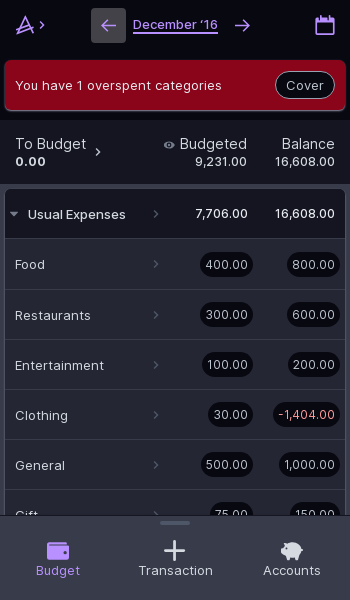 December ‘16
You have 1 overspent categories
Cover
To Budget
0.00
Budgeted
9,231.00
Balance
16,608.00
Usual Expenses 7,706.00 16,608.00
Food 400.00 800.00
Restaurants 300.00 600.00
Entertainment 100.00 200.00
Clothing 30.00 -1,404.00
General 500.00 1,000.00
Gift 75.00 150.00
Budget
Transaction
Accounts